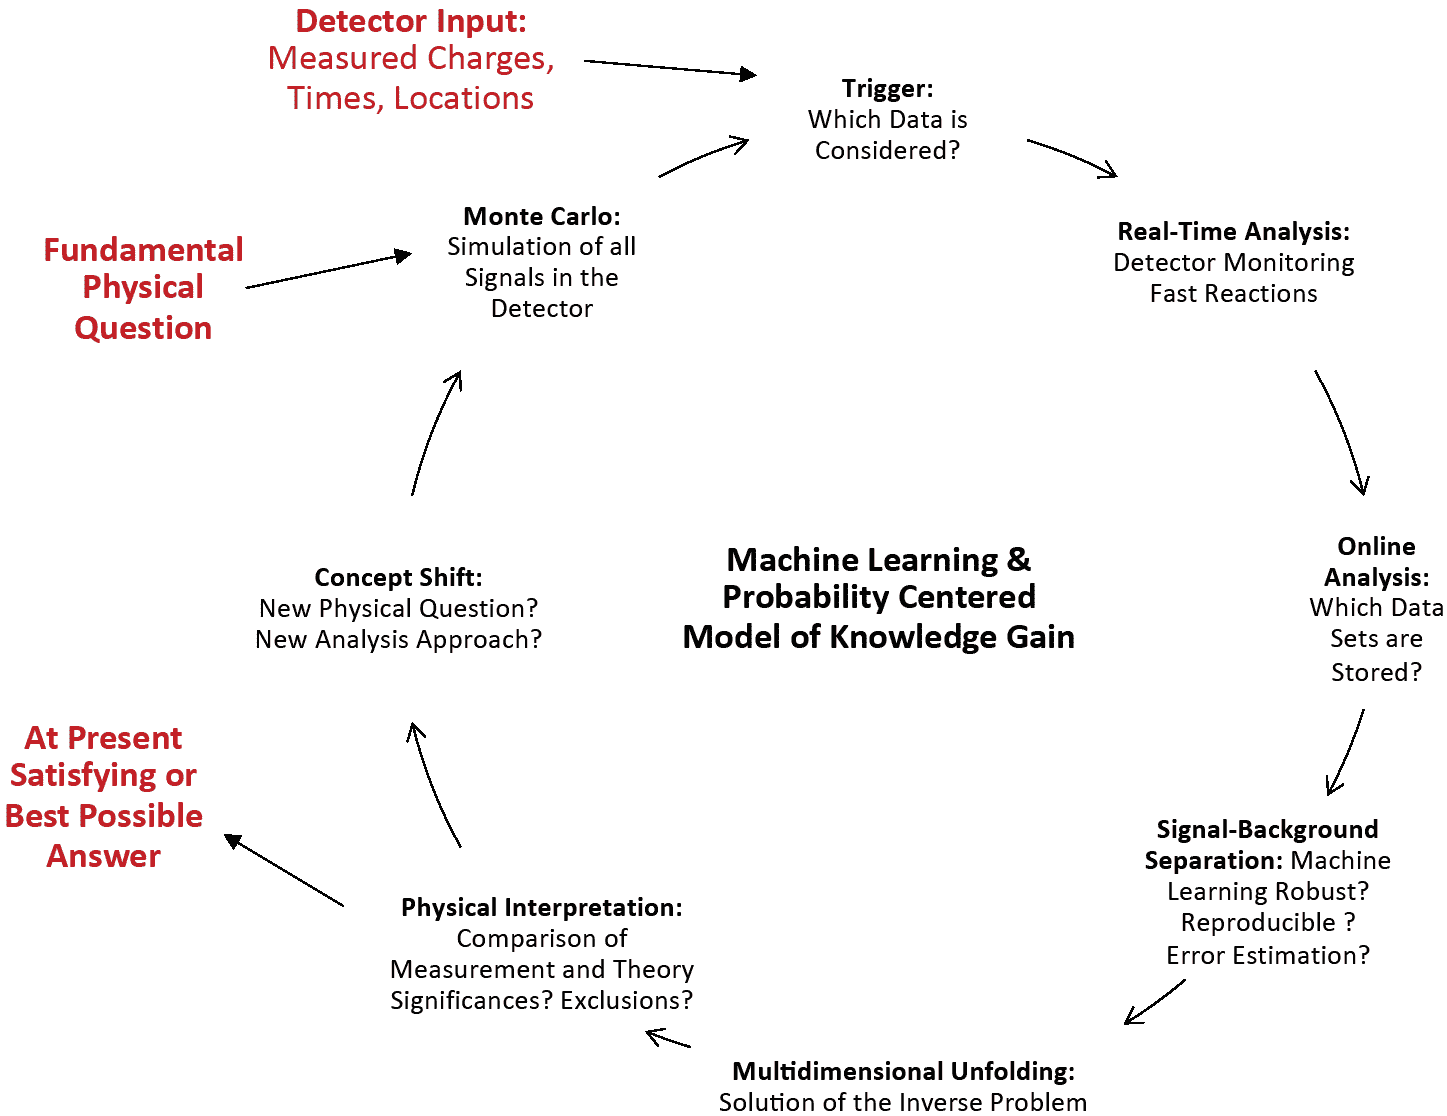 Detector Input:
Measured Charges,
Times, Locations
Trigger:
Which Data is
Considered?
Monte Carlo:
Simulation of all
Signals in the
Detector
Real-Time Analysis:
Detector Monitoring
Fast Reactions
Fundamental
Physical
Question
Online
Analysis:
Which Data
Sets are
Stored?
Machine Learning &
Probability Centered
Model of Knowledge Gain
Concept Shift:
New Physical Question?
New Analysis Approach?
At Present
Satisfying or
Best Possible
Answer
Signal-Background
Separation: Machine
Learning Robust?
Reproducible ?
Error Estimation?
Physical Interpretation:
Comparison of
Measurement and Theory
Significances? Exclusions?
Multidimensional Unfolding:
Solution of the Inverse Problem